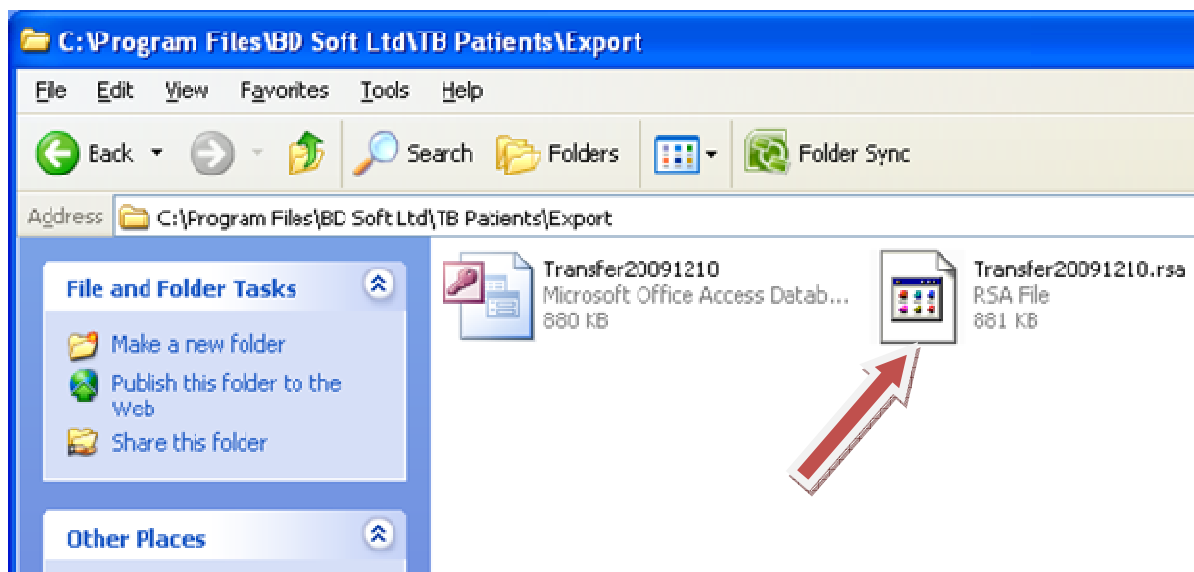 C:\Program Files\BD Soft Ltd\TB Patients\Export
File Edit View Favorites Tools Help
Back Search Folders Folder Sync
Address C:\Program Files\BD Soft Ltd\TB Patients\Export
File and Folder Tasks
Make a new folder
Publish this folder to the
Web
Share this folder
Other Places
Transfer20091210
Microsoft Office Access Datab...
880 KB
Transfer20091210.rsa
RSA File
881 KB